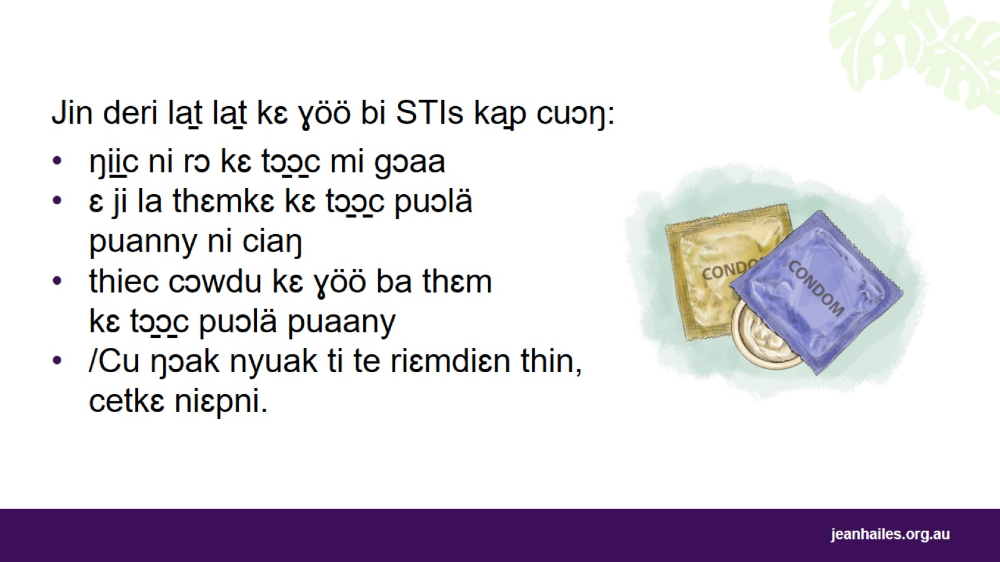 Jin deri la̱t la̱t kɛ ɣöö bi STIs ka̱p cuɔŋ:
• ŋi̱i̱c ni rɔ kɛ tɔ̱ɔ̱c mi gɔaa
• ɛ ji la thɛmkɛ kɛ tɔ̱ɔ̱c puɔlä
puanny ni ciaŋ
• thiec cɔwdu kɛ ɣöö ba thɛm
kɛ tɔ̱ɔ̱c puɔlä puaany
• /Cu ŋɔak nyuak ti te riɛmdiɛn thin,
cetkɛ niɛpni.
CONDOM
jeanhailes.org.au